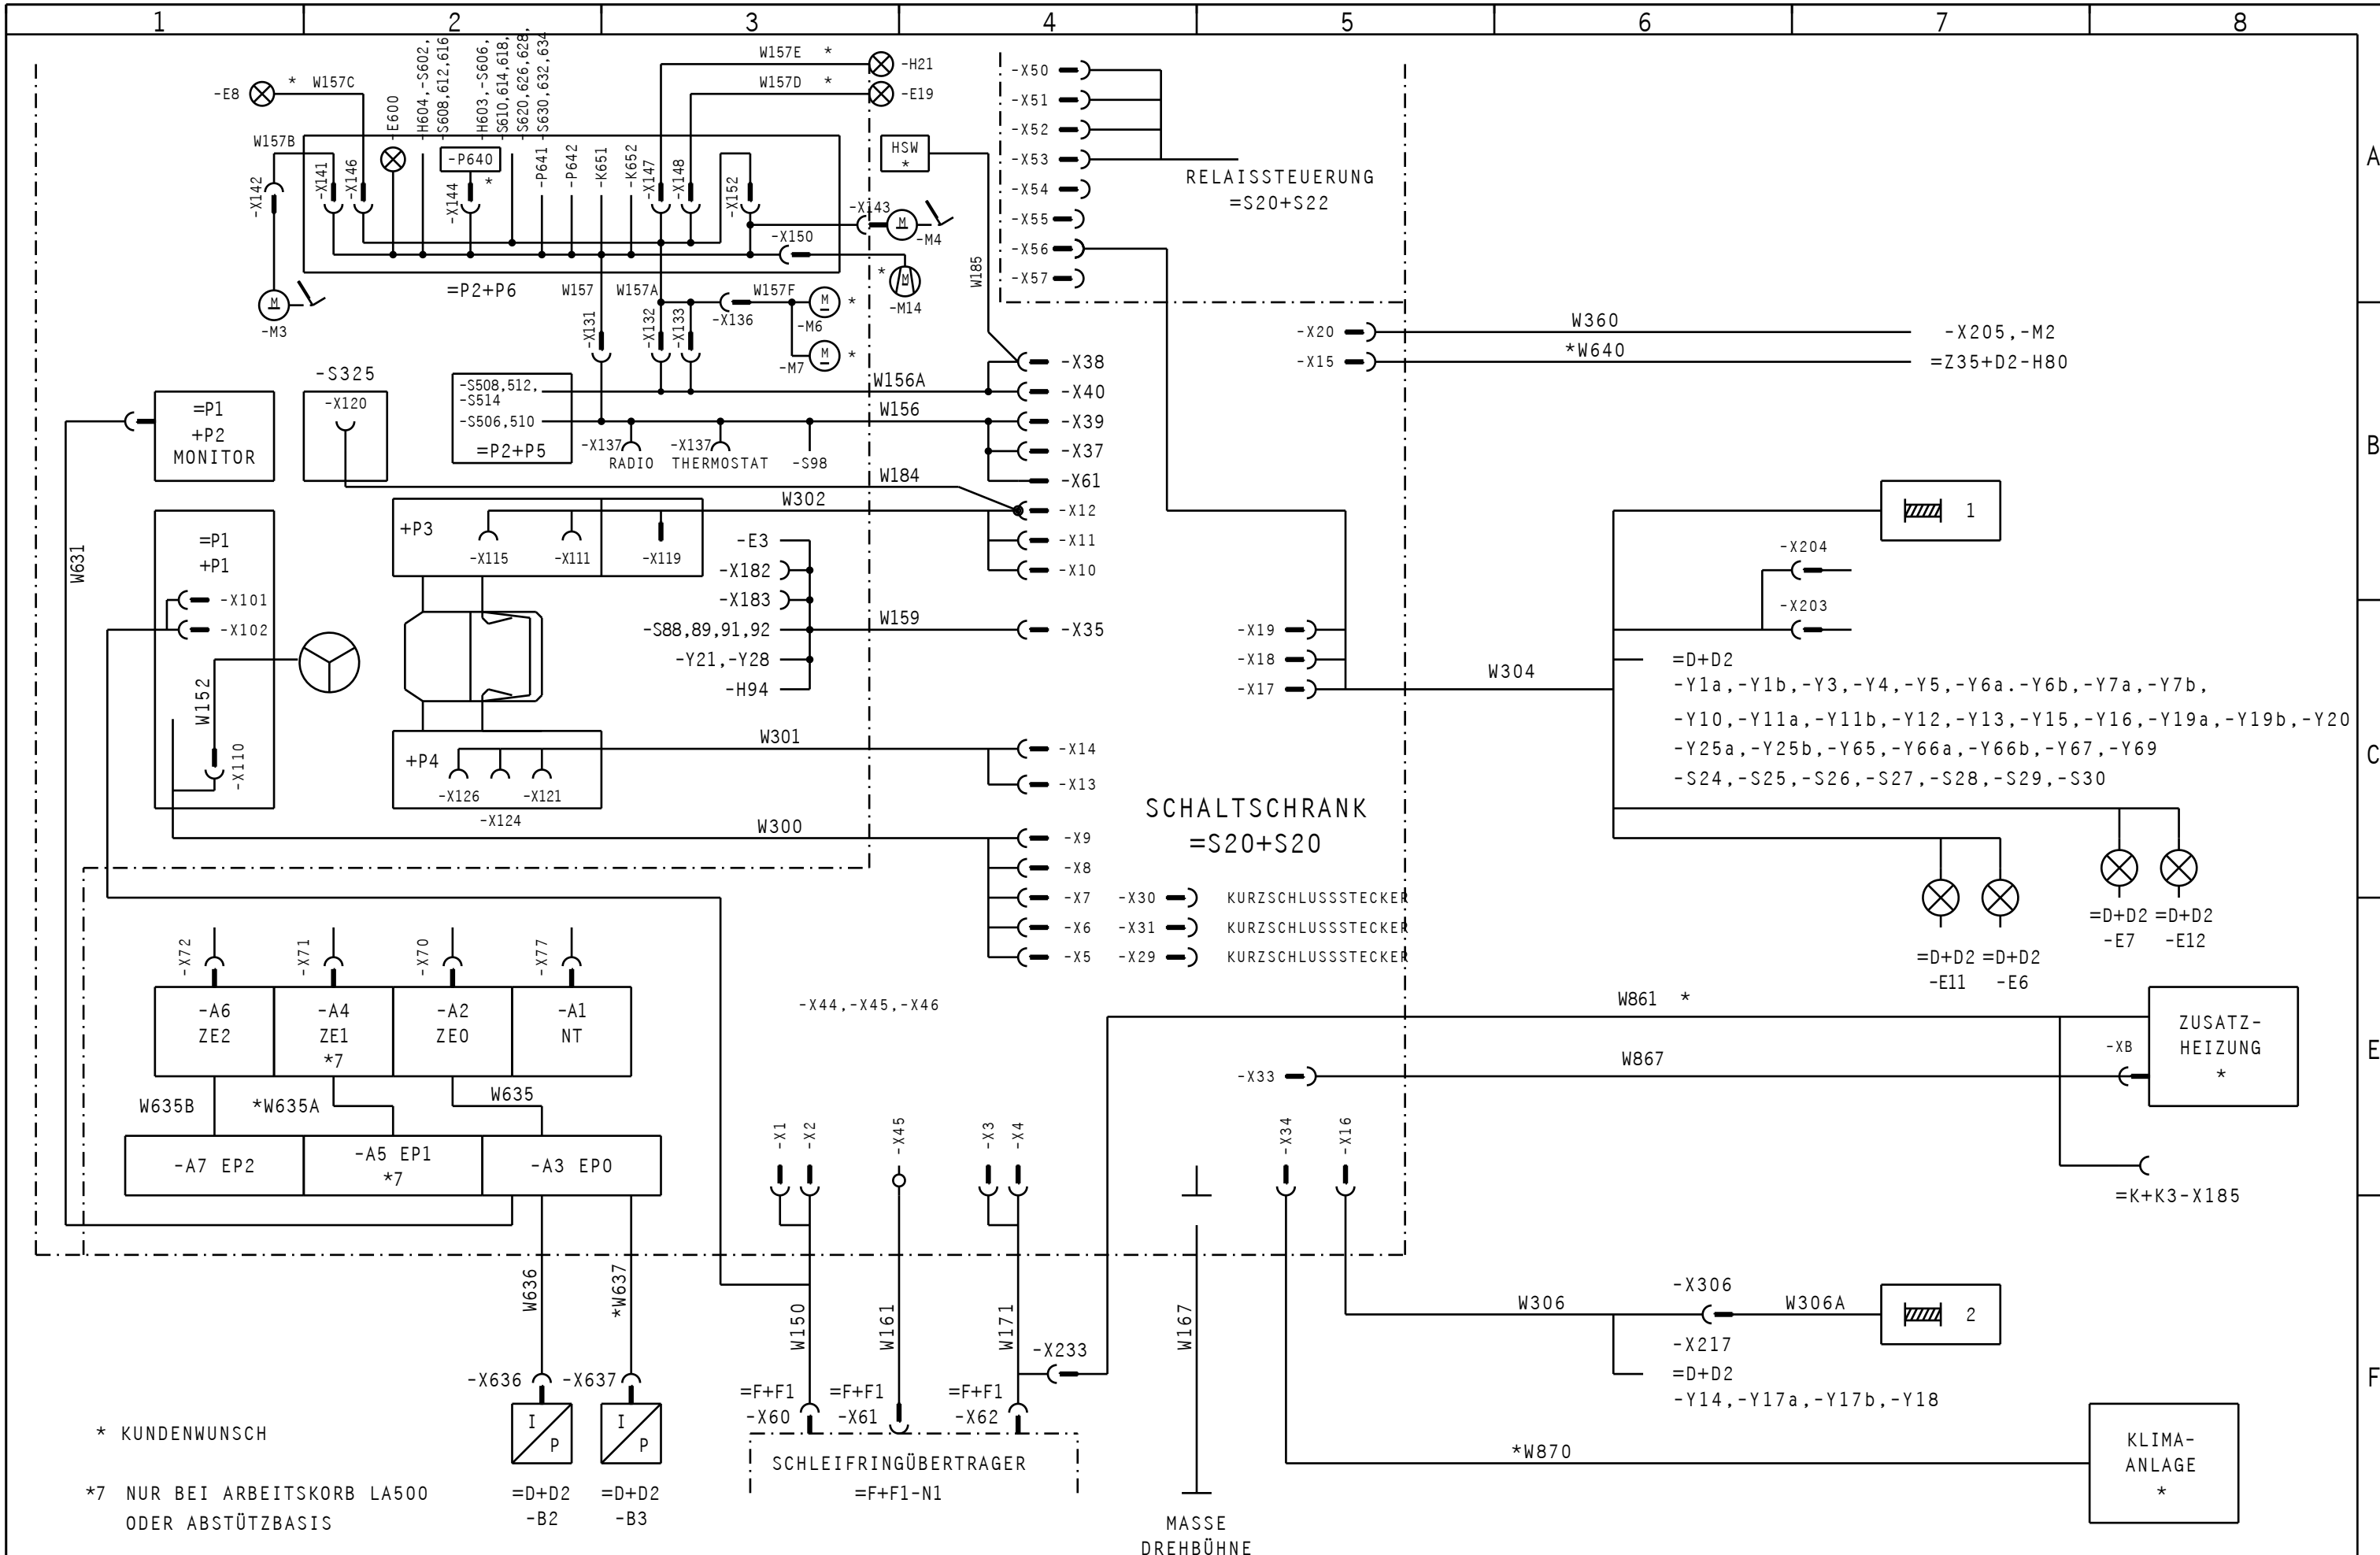 1 2 3 4 5 6 7 8
A
B
C
E
F
-E8
* W157C
W157B
-X142
-X141
-X146
-E600
-H604,-S602,
-S608,612,616
-H603,-S606,
-S610,614,618,
-S620,626,628,
-S630,632,634
-P640
*
-X144
-P641
-P642
-K651
-K652
-X147
-X148
-X152
W157E *
-H21
W157D *
-E19
HSW
*
-X143
-M4
-X150
*
M
-M14
M
-M3
=P2+P6
W157
W157A
W157F
-X131
-X132
-X133
-X136
M
*
-M6
M
*
-M7
W185
-X50
-X51
-X52
-X53
-X54
-X55
-X56
-X57
RELAISSTEUERUNG
=S20+S22
-X20
W360
-X205,-M2
-X15
*W640
=Z35+D2-H80
-S325
-X120
=P1
+P2
MONITOR
-S508,512,
-S514
-S506,510
=P2+P5
-X137
RADIO
-X137
THERMOSTAT
-S98
W156A
W156
W184
W302
-X38
-X40
-X39
-X37
-X61
-X12
-X11
-X10
W631
=P1
+P1
-X101
-X102
W152
-X110
+P3
-X115
-X111
-X119
-E3
-X182
-X183
-S88,89,91,92
-Y21,-Y28
-H94
W159
-X35
+P4
-X126
-X124
-X121
W301
-X14
-X13
W300
-X9
-X8
-X7
-X6
-X5
SCHALTSCHRANK
=S20+S20
-X30 KURZSCHLUSSSTECKER
-X31 KURZSCHLUSSSTECKER
-X29 KURZSCHLUSSSTECKER
-X19
-X18
-X17
W304
1
-X204
-X203
=D+D2
-Y1a,-Y1b,-Y3,-Y4,-Y5,-Y6a.-Y6b,-Y7a,-Y7b,
-Y10,-Y11a,-Y11b,-Y12,-Y13,-Y15,-Y16,-Y19a,-Y19b,-Y20
-Y25a,-Y25b,-Y65,-Y66a,-Y66b,-Y67,-Y69
-S24,-S25,-S26,-S27,-S28,-S29,-S30
=D+D2
-E11
=D+D2
-E6
=D+D2
-E7
=D+D2
-E12
-X72
-X71
-X70
-X77
-A6
ZE2
-A4
ZE1
*7
-A2
ZE0
-A1
NT
W635B
*W635A
W635
-A7 EP2
-A5 EP1
*7
-A3 EP0
-X44,-X45,-X46
W861 *
W867
-X33
-XB
ZUSATZ-
HEIZUNG
*
=K+K3-X185
-X1
-X2
-X45
-X3
-X4
-X34
-X16
W636
*W637
W150
W161
W171
W167
-X233
-X636
-X637
I
P
I
P
=D+D2
-B2
=D+D2
-B3
=F+F1
-X60
=F+F1
-X61
=F+F1
-X62
SCHLEIFRINGÜBERTRAGER
=F+F1-N1
MASSE
DREHBÜHNE
W306
-X306
W306A
2
-X217
=D+D2
-Y14,-Y17a,-Y17b,-Y18
*W870
KLIMA-
ANLAGE
*
* KUNDENWUNSCH
*7 NUR BEI ARBEITSKORB LA500
ODER ABSTÜTZBASIS